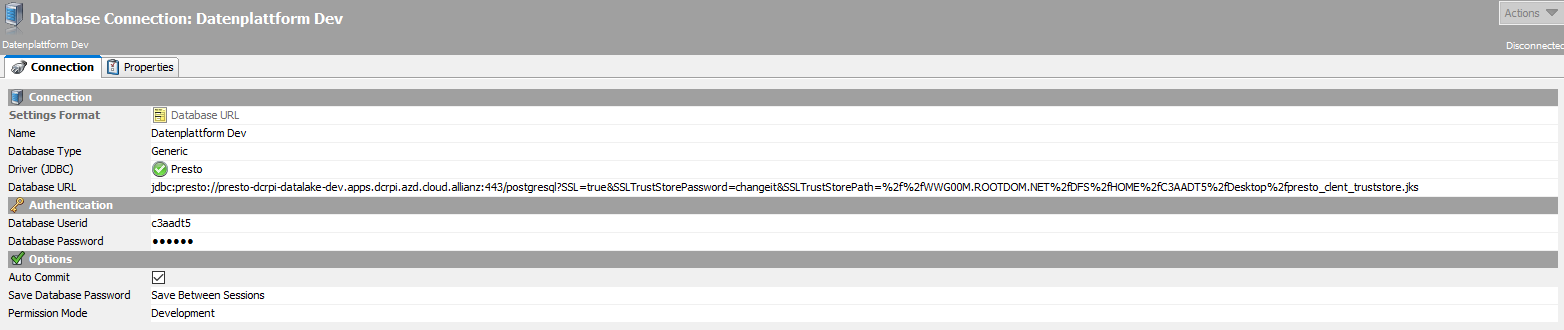 Database Connection: Datenplattform Dev
Actions
Datenplattform Dev
Disconnected
Connection
Properties
Connection
Settings Format Database URL
Name Datenplattform Dev
Database Type Generic
Driver (JDBC) Presto
Database URL jdbc:presto://presto-dcrpi-datalake-dev.apps.dcrpi.azd.cloud.allianz:443/postgresql?SSL=true&SSLTrustStorePassword=changeit&SSLTrustStorePath=%2f%2fWWG00M.ROOTDOM.NET%2fDFS%2fHOME%2fC3AADT5%2fDesktop%2fpresto_clent_truststore.jks
Authentication
Database Userid c3aadt5
Database Password ●●●●●●
Options
Auto Commit
Save Database Password Save Between Sessions
Permission Mode Development